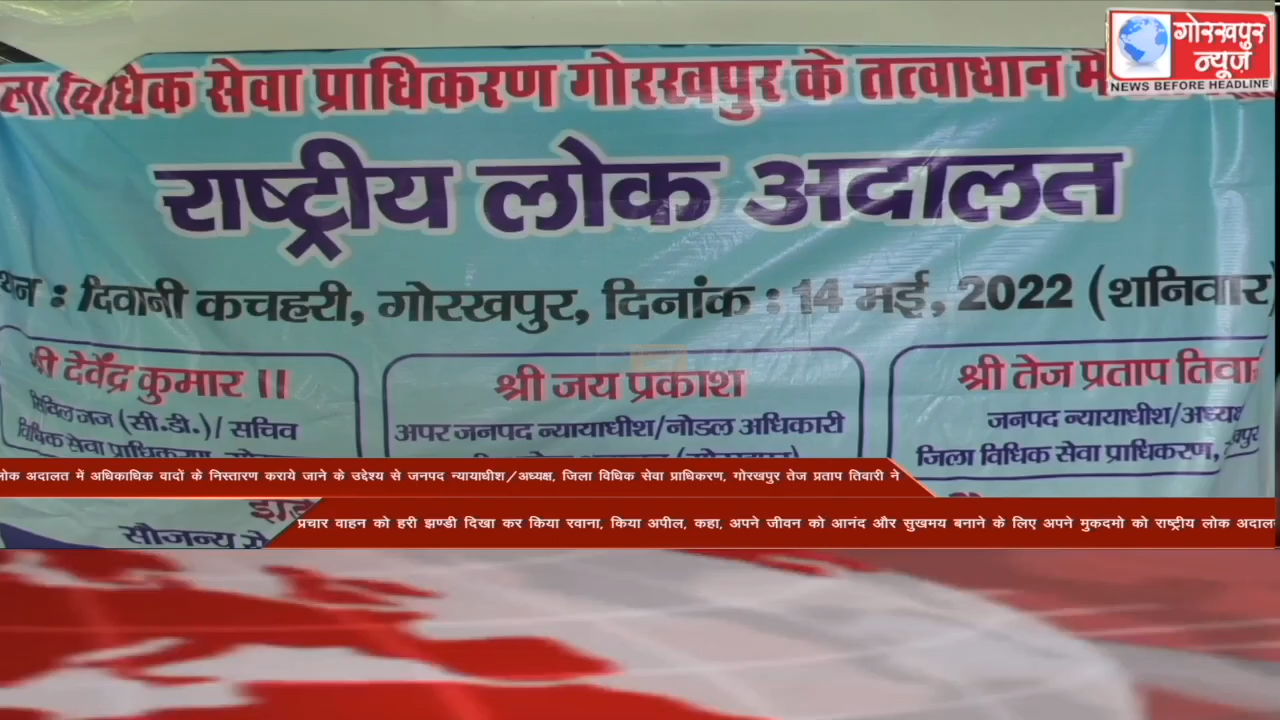 गोरखपुर
न्यूज़
NEWS BEFORE HEADLINE
विधिक सेवा प्राधिकरण गोरखपुर के तत्वाधान में
राष्ट्रीय लोक अदालत
: दिवानी कचहरी, गोरखपुर, दिनांक : 14 मई, 2022 (शनिवार)
श्री देवेंद्र कुमार ।।
सिविल जज (सी.डी.)/ सचिव
विधिक सेवा प्राधिकरण,
श्री जय प्रकाश
अपर जनपद न्यायाधीश/नोडल अधिकारी
श्री तेज प्रताप
जनपद न्यायाधीश/अध्यक्ष
जिला विधिक सेवा प्राधिकरण,
लोक अदालत में अधिकाधिक वादों के निस्तारण कराये जाने के उद्देश्य से जनपद न्यायाधीश/अध्यक्ष, जिला विधिक सेवा प्राधिकरण, गोरखपुर तेज प्रताप तिवारी ने
प्रचार वाहन को हरी झण्डी दिखा कर किया रवाना, किया अपील, कहा, अपने जीवन को आनंद और सुखमय बनाने के लिए अपने मुकदमो को राष्ट्रीय लोक
सौजन्य से